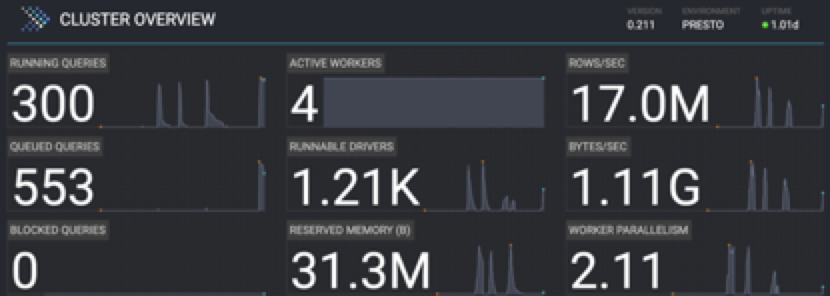 CLUSTER OVERVIEW
VERSION ENVIRONMENT UPTIME
0.211 PRESTO 1.01d
RUNNING QUERIES ACTIVE WORKERS ROWS/SEC
300 4 17.0M
QUEUED QUERIES RUNNABLE DRIVERS BYTES/SEC
553 1.21K 1.11G
BLOCKED QUERIES RESERVED MEMORY (B) WORKER PARALLELISM
0 31.3M 2.11